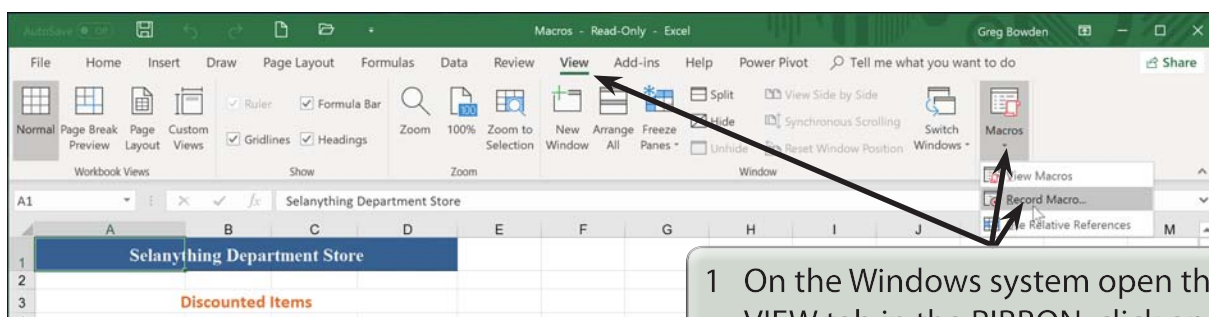 AutoSave Off Macros - Read-Only - Excel Greg Bowden
File Home Insert Draw Page Layout Formulas Data Review View Add-ins Help Power Pivot Tell me what you want to do Share
Normal Page Break Preview Page Layout Custom Views
Ruler Formula Bar
Gridlines Headings
Zoom 100% Zoom to Selection
New Window Arrange All Freeze Panes
Split View Side by Side
Hide Synchronous Scrolling
Unhide Reset Window Position
Switch Windows Macros
Workbook Views Show Zoom Window
View Macros
Record Macro...
Relative References
A1 fx Selanything Department Store
A B C D E F G H I J M
1 Selanything Department Store
2
3 Discounted Items
1 On the Windows system open th